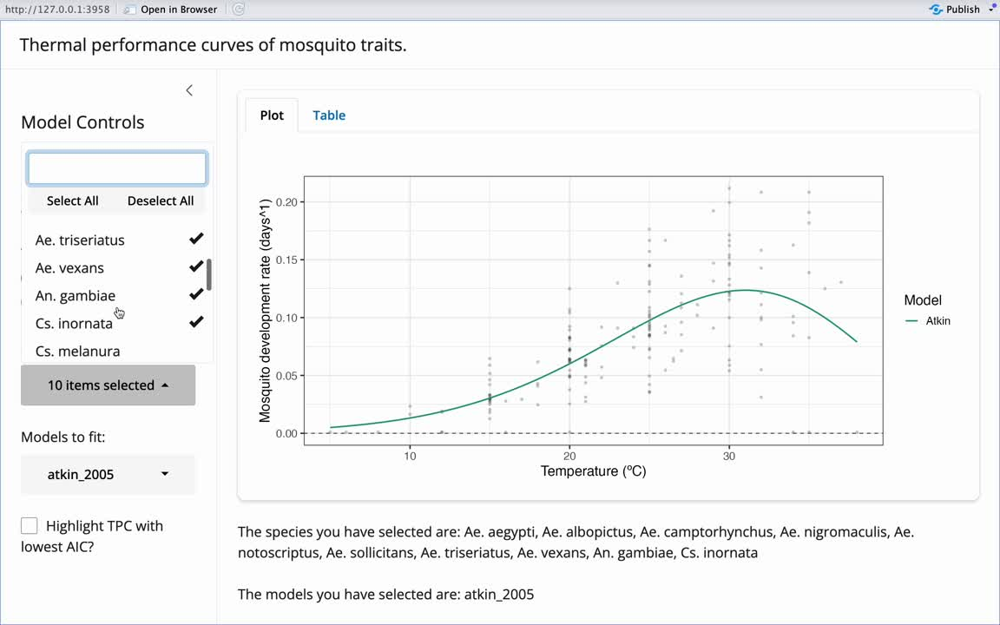 http://127.0.0.1:3958 Open in Browser Publish
Thermal performance curves of mosquito traits.
Model Controls
Select All Deselect All
Ae. triseriatus
Ae. vexans
An. gambiae
Cs. inornata
Cs. melanura
10 items selected
Models to fit:
atkin_2005
Highlight TPC with
lowest AIC?
Plot Table
Mosquito development rate (days^1)
0.20
0.15
0.10
0.05
0.00
10 20 30
Temperature (ºC)
Model
Atkin
The species you have selected are: Ae. aegypti, Ae. albopictus, Ae. camptorhynchus, Ae. nigromaculis, Ae.
notoscriptus, Ae. sollicitans, Ae. triseriatus, Ae. vexans, An. gambiae, Cs. inornata
The models you have selected are: atkin_2005